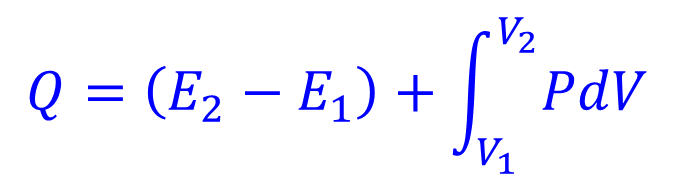 Q = (E₂ − E₁) + ∫_{V₁}^{V₂} PdV